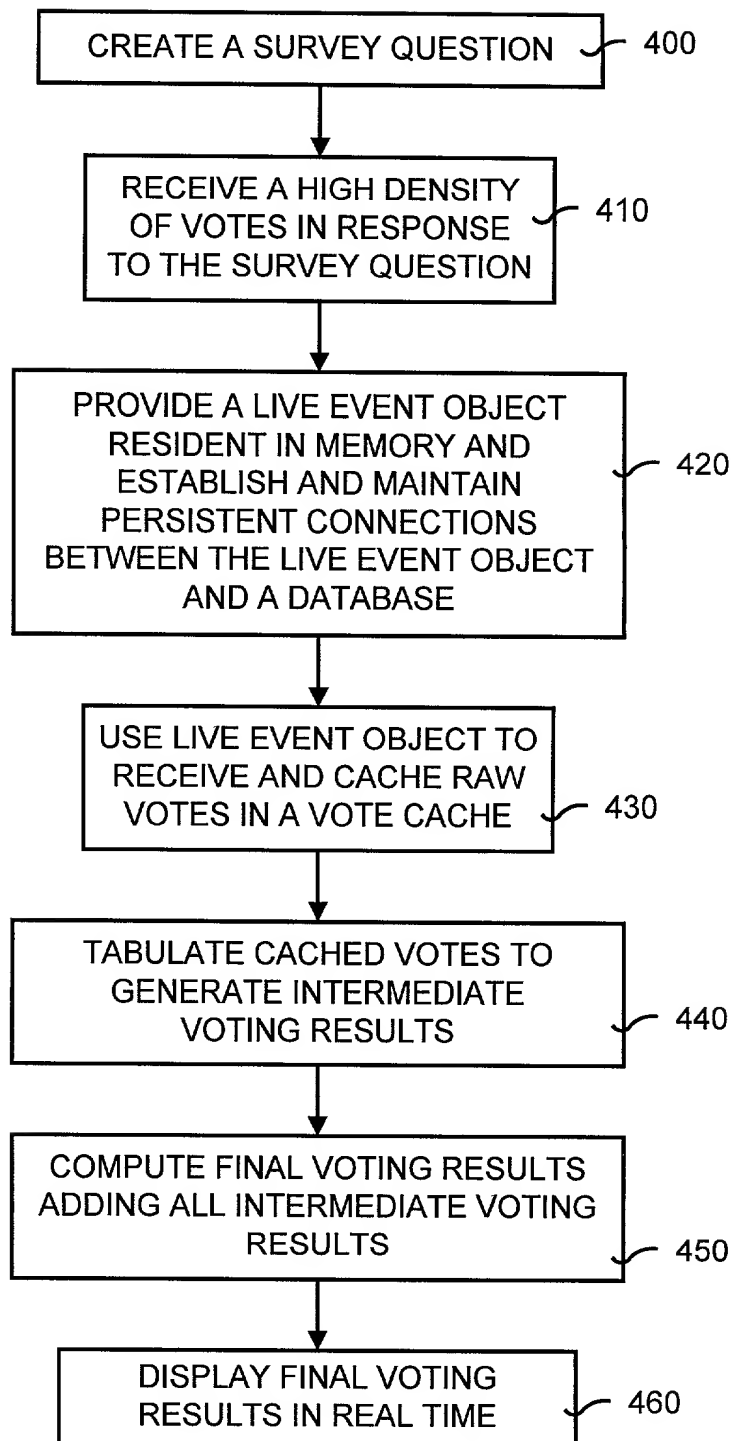 CREATE A SURVEY QUESTION
400
RECEIVE A HIGH DENSITY
OF VOTES IN RESPONSE
TO THE SURVEY QUESTION
410
PROVIDE A LIVE EVENT OBJECT
RESIDENT IN MEMORY AND
ESTABLISH AND MAINTAIN
PERSISTENT CONNECTIONS
BETWEEN THE LIVE EVENT OBJECT
AND A DATABASE
420
USE LIVE EVENT OBJECT TO
RECEIVE AND CACHE RAW
VOTES IN A VOTE CACHE
430
TABULATE CACHED VOTES TO
GENERATE INTERMEDIATE
VOTING RESULTS
440
COMPUTE FINAL VOTING RESULTS
ADDING ALL INTERMEDIATE VOTING
RESULTS
450
DISPLAY FINAL VOTING
RESULTS IN REAL TIME
460